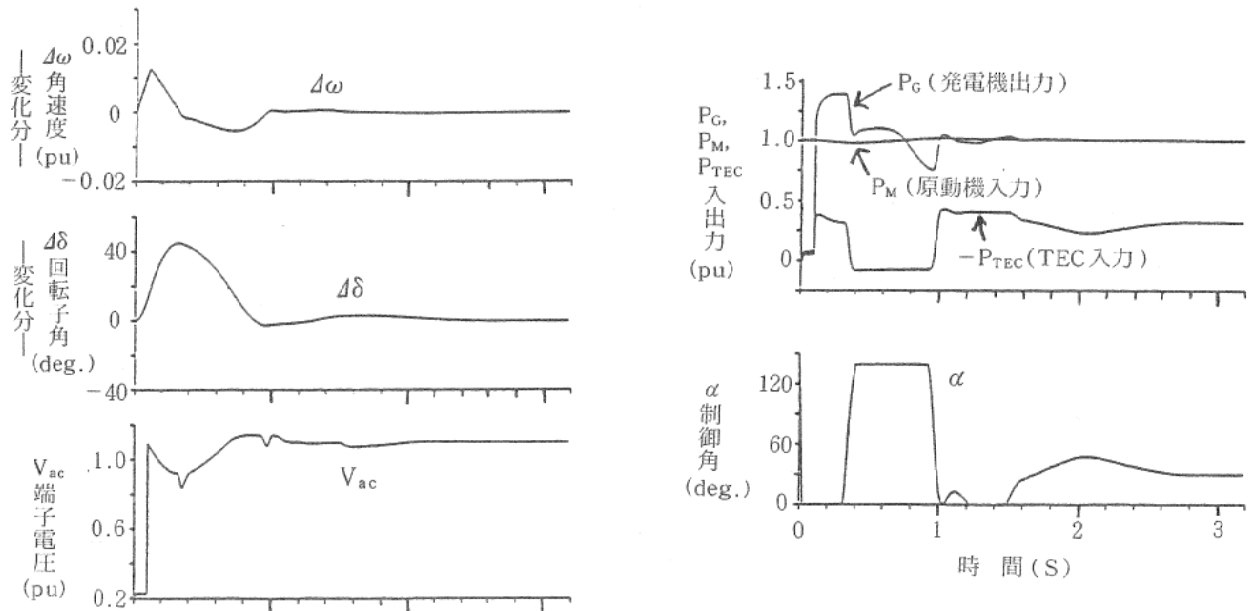 0.02
0
−0.02
Δω
角速度
(pu)
変化分
Δω
40
0
−40
Δδ
回転子角
(deg.)
変化分
Δδ
1.0
0.6
0.2
Vac
端子電圧
(pu)
Vac
1.5
1.0
0.5
0
PG,
PM,
PTEC
入出力
(pu)
PG(発電機出力)
PM(原動機入力)
−PTEC(TEC入力)
120
60
0
α
制御角
(deg.)
α
0 1 2 3
時 間(S)